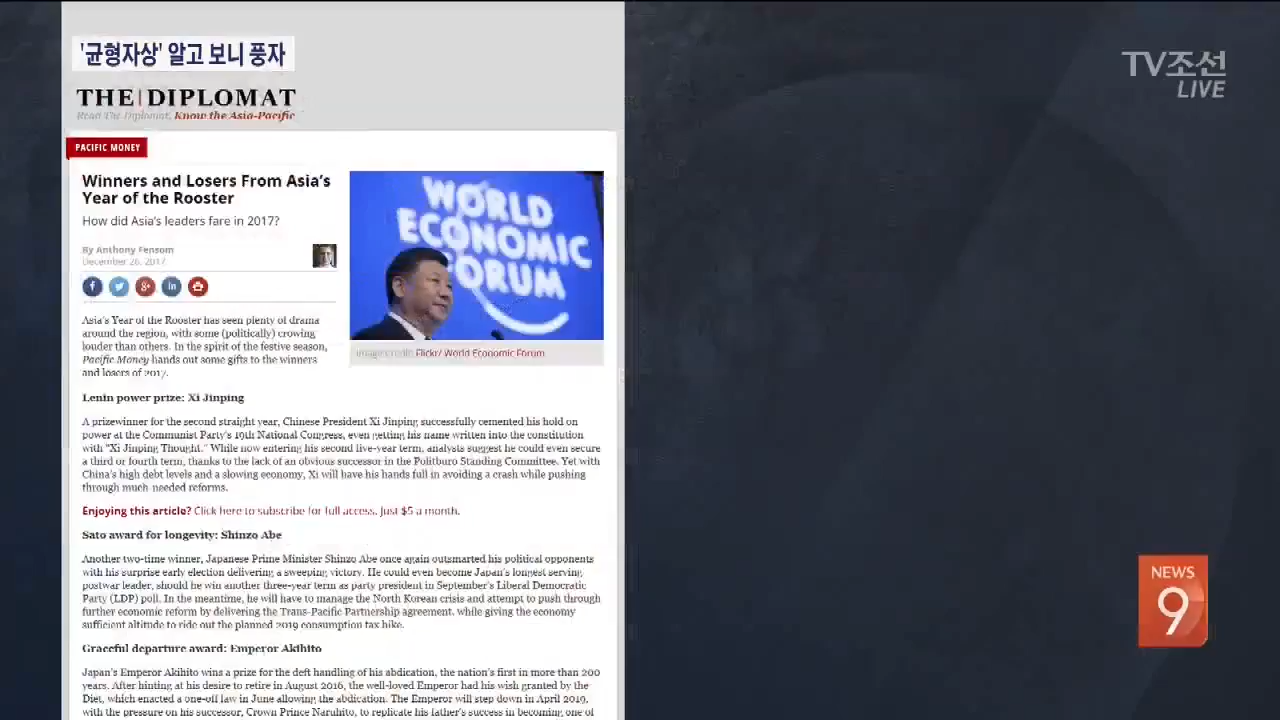 '균형자상' 알고 보니 풍자
TV조선
LIVE
THE|DIPLOMAT
Read The Diplomat, Know the Asia-Pacific
PACIFIC MONEY
Winners and Losers From Asia's
Year of the Rooster
How did Asia's leaders fare in 2017?
By Anthony Fensom
December 26, 2017
WORLD
ECONOMIC
FORUM
Asia's Year of the Rooster has seen plenty of drama
around the region, with some (politically) crowing
louder than others. In the spirit of the festive season,
Pacific Money hands out some gifts to the winners
and losers of 2017.
Image credit: Flickr/ World Economic Forum
Lenin power prize: Xi Jinping
A prizewinner for the second straight year, Chinese President Xi Jinping successfully cemented his hold on
power at the Communist Party's 19th National Congress, even getting his name written into the constitution
with "Xi Jinping Thought." While now entering his second five-year term, analysts suggest he could even secure
a third or fourth term, thanks to the lack of an obvious successor in the Politburo Standing Committee. Yet with
China's high debt levels and a slowing economy, Xi will have his hands full in avoiding a crash while pushing
through much-needed reforms.
Enjoying this article? Click here to subscribe for full access. Just $5 a month.
Sato award for longevity: Shinzo Abe
Another two-time winner, Japanese Prime Minister Shinzo Abe once again outsmarted his political opponents
with his surprise early election delivering a sweeping victory. He could even become Japan's longest serving
postwar leader, should he win another three-year term as party president in September's Liberal Democratic
Party (LDP) poll. In the meantime, he will have to manage the North Korean crisis and attempt to push through
further economic reform by delivering the Trans-Pacific Partnership agreement, while giving the economy
sufficient altitude to ride out the planned 2019 consumption tax hike.
Graceful departure award: Emperor Akihito
Japan's Emperor Akihito wins a prize for the deft handling of his abdication, the nation's first in more than 200
years. After hinting at his desire to retire in August 2016, the well-loved Emperor had his wish granted by the
Diet, which enacted a one-off law in June allowing the abdication. The Emperor will step down in April 2019,
with the pressure on his successor, Crown Prince Naruhito, to replicate his father's success in becoming one of
NEWS
9